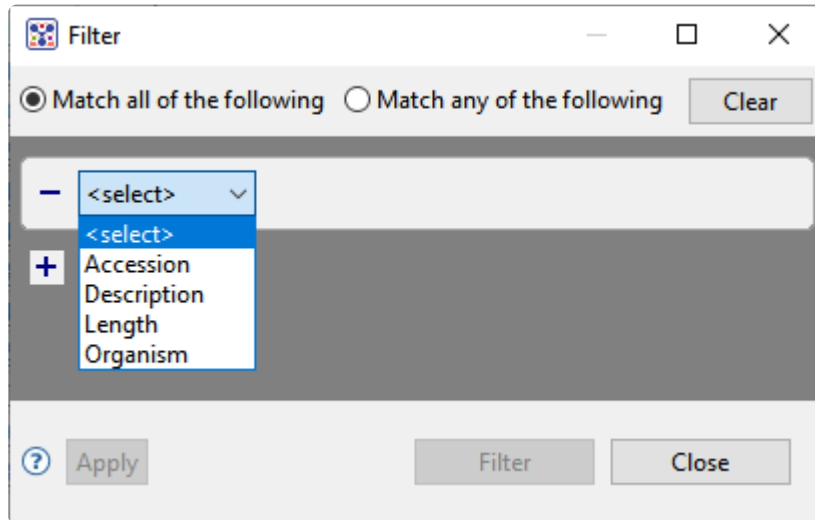 Filter
Match all of the following Match any of the following Clear
<select>
<select>
Accession
Description
Length
Organism
Apply Filter Close